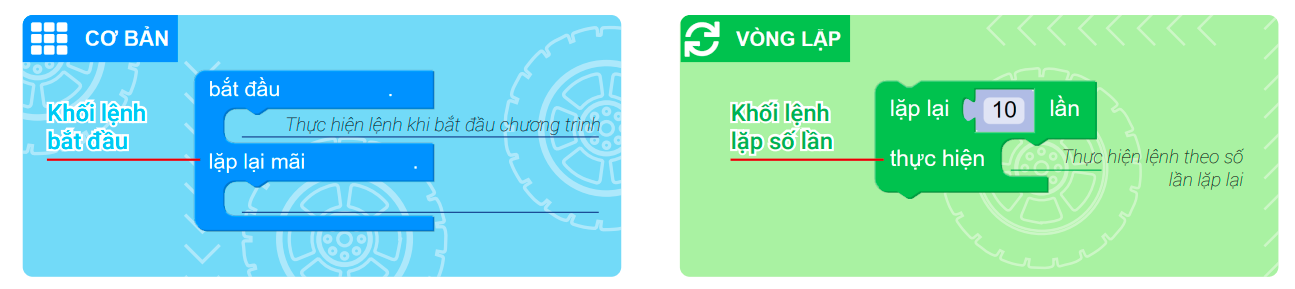 CƠ BẢN
Khối lệnh
bắt đầu
bắt đầu .
Thực hiện lệnh khi bắt đầu chương trình
lặp lại mãi .
VÒNG LẶP
Khối lệnh
lặp số lần
lặp lại 10 lần
thực hiện
Thực hiện lệnh theo số
lần lặp lại